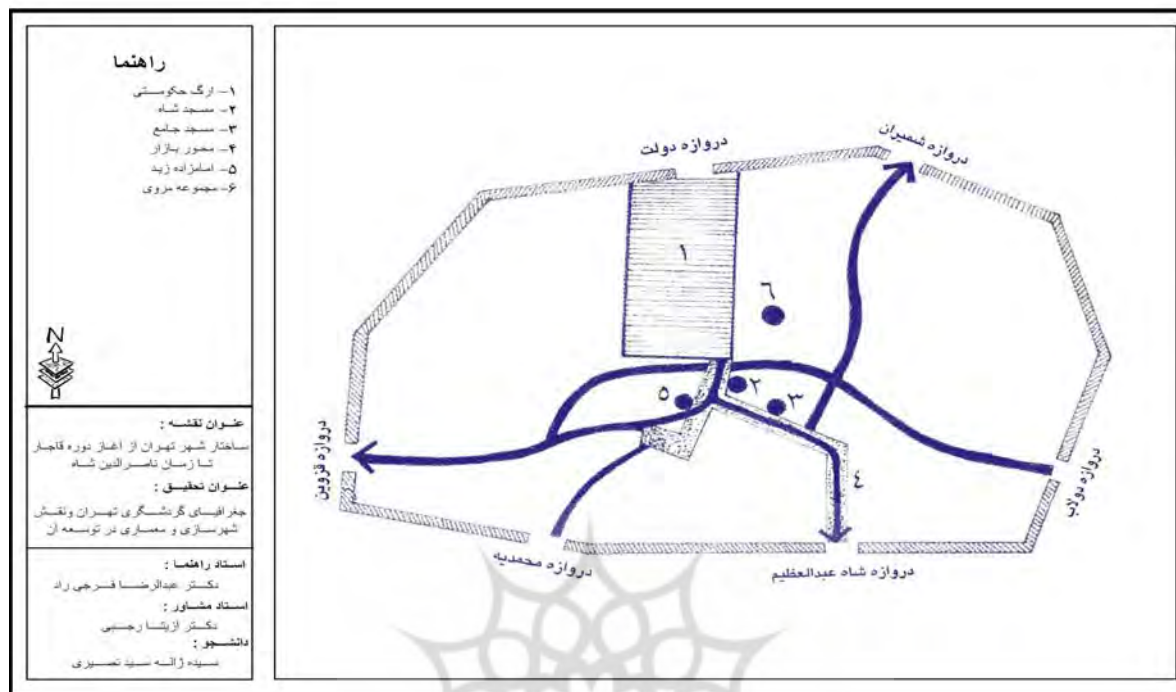 راهنما
۱- ارگ حکومتی
۲- مسجد شاه
۳- مسجد جامع
۴- محور بازار
۵- امامزاده زید
۶- مجموعه مروی
N
عنوان نقشه :
ساختار شهر تهران از آغاز دوره قاجار
تا زمان ناصرالدین شاه
عنوان تحقیق :
جغرافیای گردشگری تهران ونقش
شهرسازی و معماری در توسعه آن
استاد راهنما :
دکتر عبدالرضا فرجی راد
استاد مشاور :
دکتر ازیتا رجبی
دانشجو :
سیده ژاله سید نصیری
دروازه شمیران
دروازه دولت
۱
۶
۲
۳
۵
۴
دروازه قزوین
دروازه دولاب
دروازه محمدیه
دروازه شاه عبدالعظیم